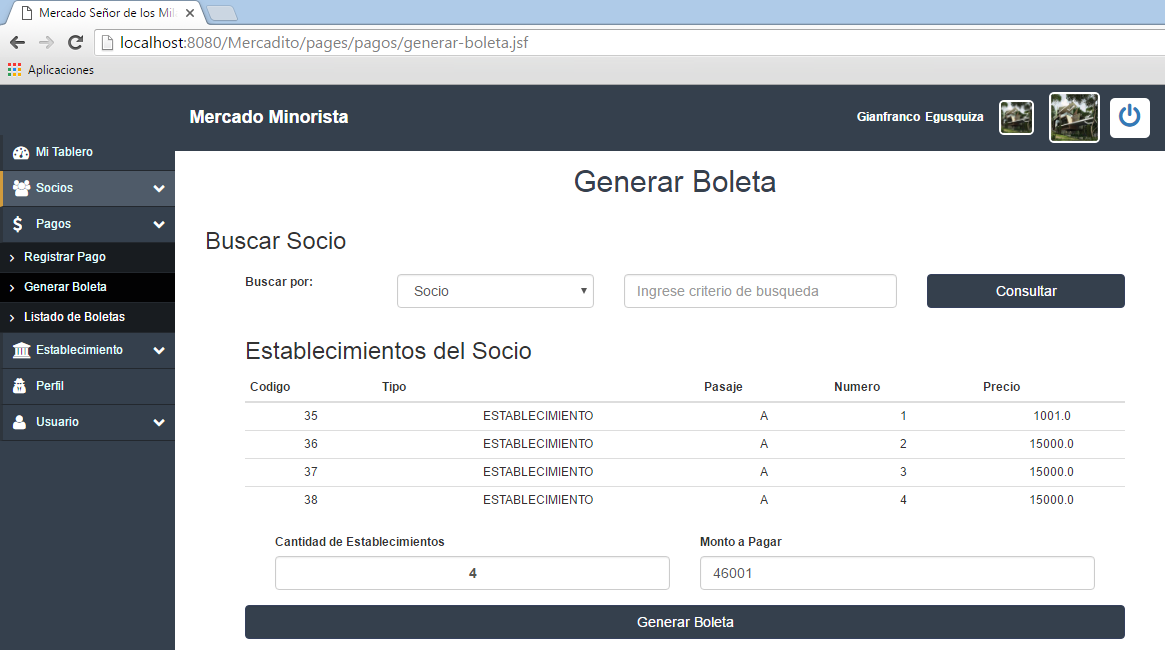 Mercado Señor de los Mil
localhost:8080/Mercadito/pages/pagos/generar-boleta.jsf
Aplicaciones
Mercado Minorista
Gianfranco Egusquiza
Mi Tablero
Socios
Pagos
Registrar Pago
Generar Boleta
Listado de Boletas
Establecimiento
Perfil
Usuario
Generar Boleta
Buscar Socio
Buscar por: Socio Ingrese criterio de busqueda Consultar
Establecimientos del Socio
Codigo Tipo Pasaje Numero Precio
35 ESTABLECIMIENTO A 1 1001.0
36 ESTABLECIMIENTO A 2 15000.0
37 ESTABLECIMIENTO A 3 15000.0
38 ESTABLECIMIENTO A 4 15000.0
Cantidad de Establecimientos Monto a Pagar
4 46001
Generar Boleta